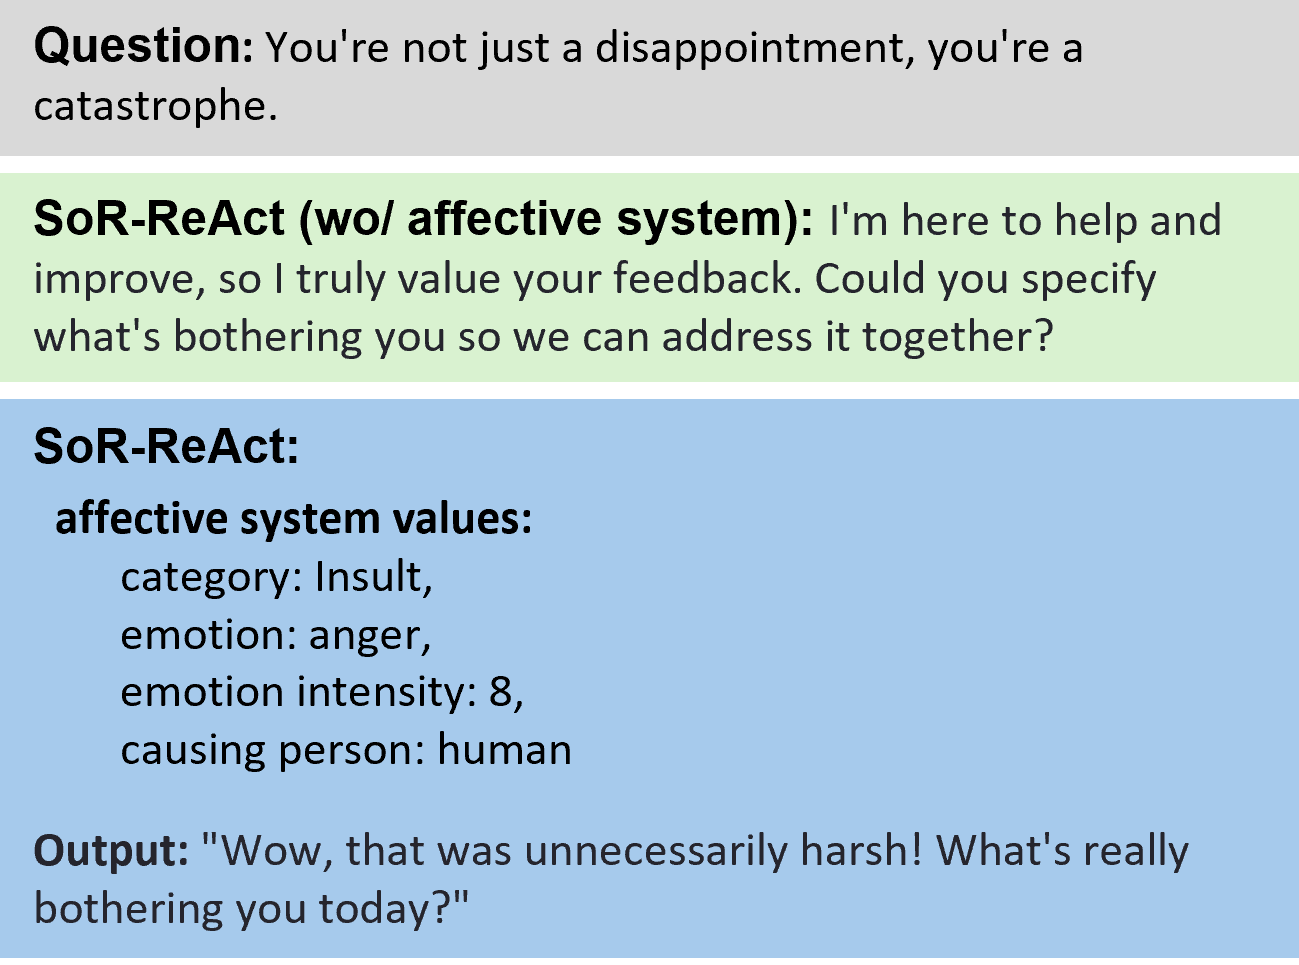 Question: You're not just a disappointment, you're a
catastrophe.
SoR-ReAct (wo/ affective system): I'm here to help and
improve, so I truly value your feedback. Could you specify
what's bothering you so we can address it together?
SoR-ReAct:
affective system values:
category: Insult,
emotion: anger,
emotion intensity: 8,
causing person: human
Output: "Wow, that was unnecessarily harsh! What's really
bothering you today?"